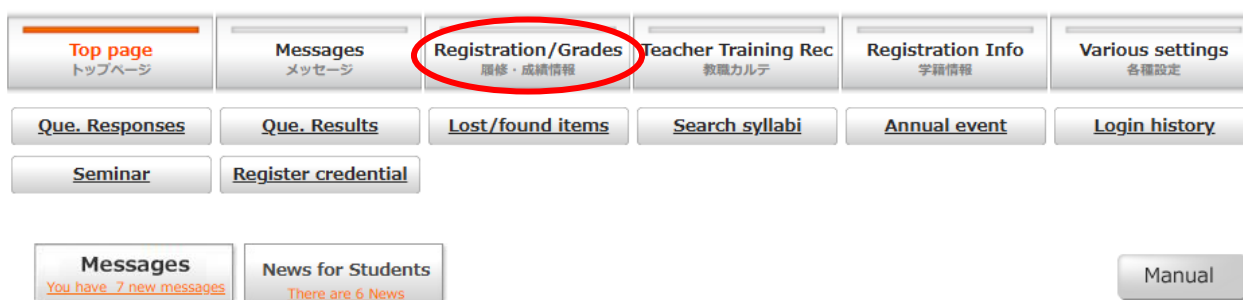 Top page
トップページ
Messages
メッセージ
Registration/Grades
履修・成績情報
Teacher Training Rec
教職カルテ
Registration Info
学籍情報
Various settings
各種設定
Que. Responses
Que. Results
Lost/found items
Search syllabi
Annual event
Login history
Seminar
Register credential
Messages
You have 7 new messages
News for Students
There are 6 News
Manual